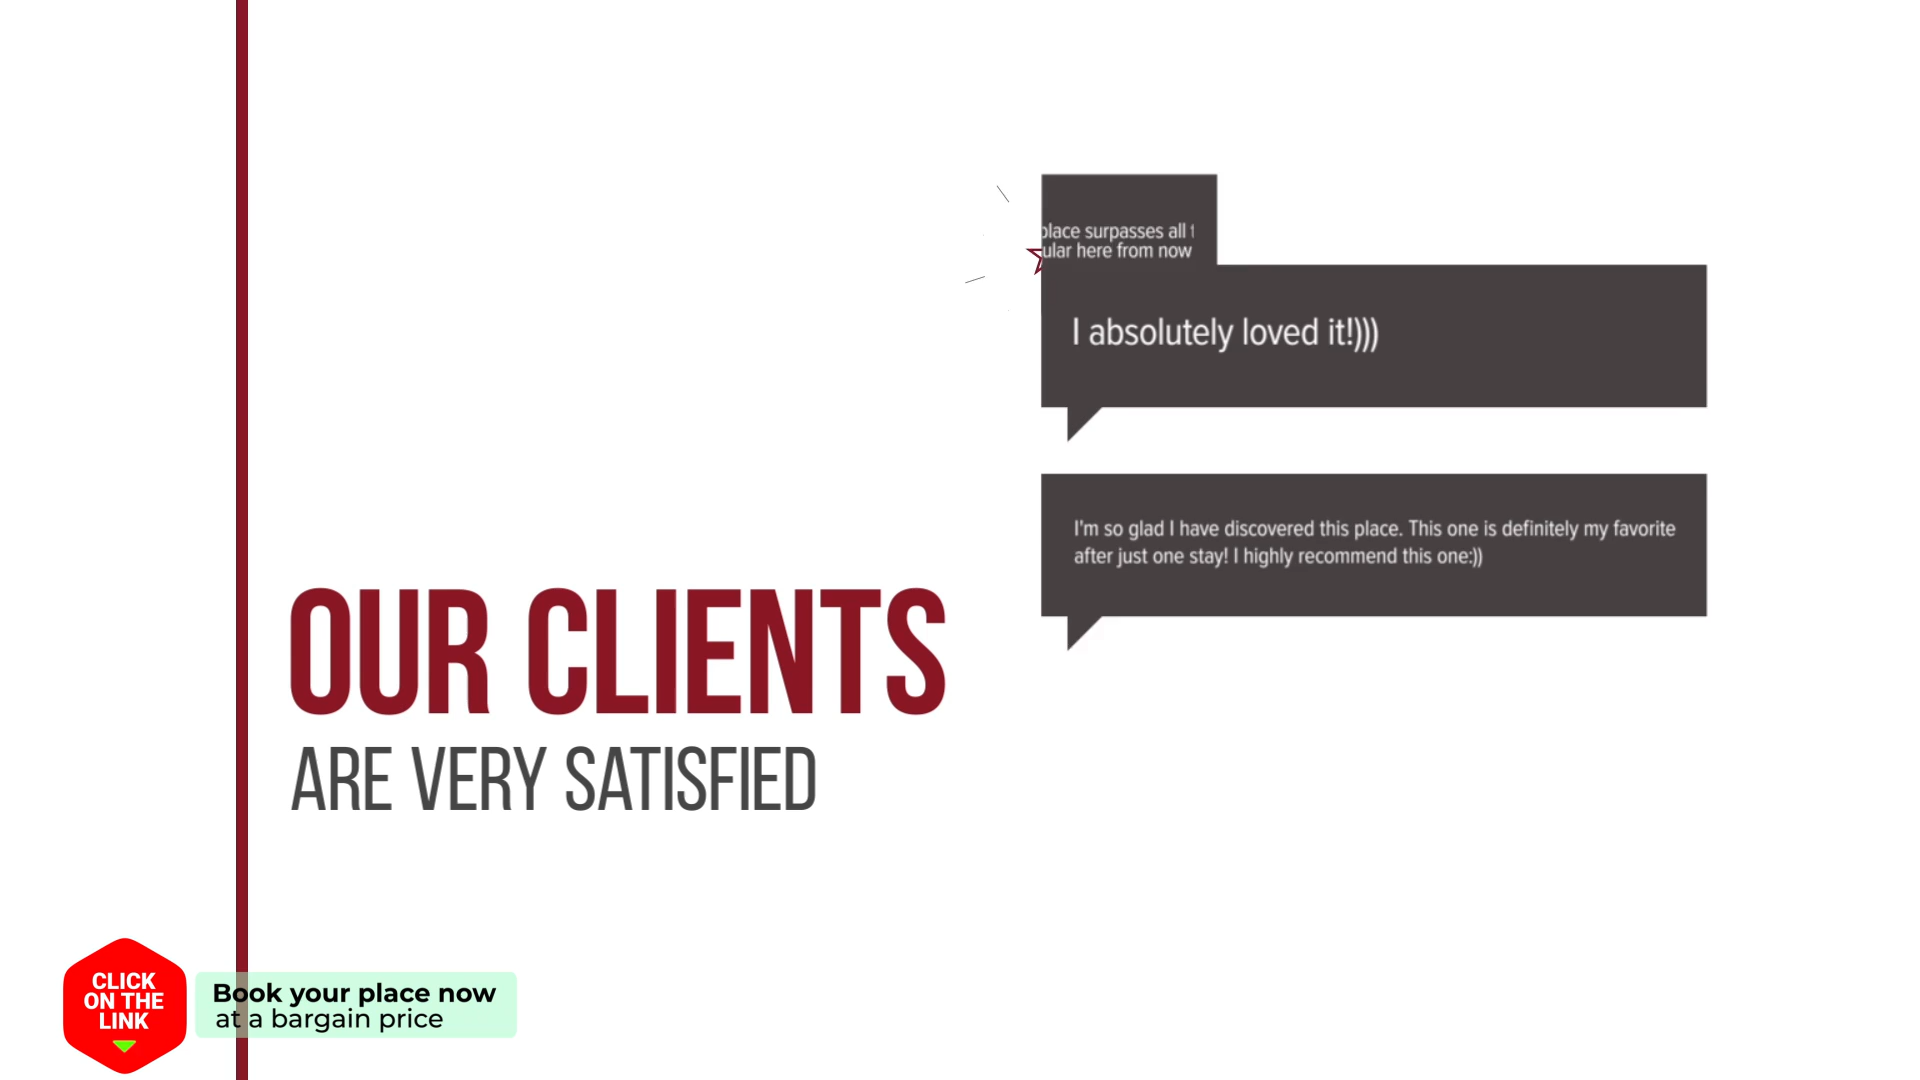 place surpasses all
ular here from now
I absolutely loved it!)))
I'm so glad I have discovered this place. This one is definitely my favorite
after just one stay! I highly recommend this one:))
OUR CLIENTS
ARE VERY SATISFIED
CLICK
ON THE
LINK
Book your place now
at a bargain price